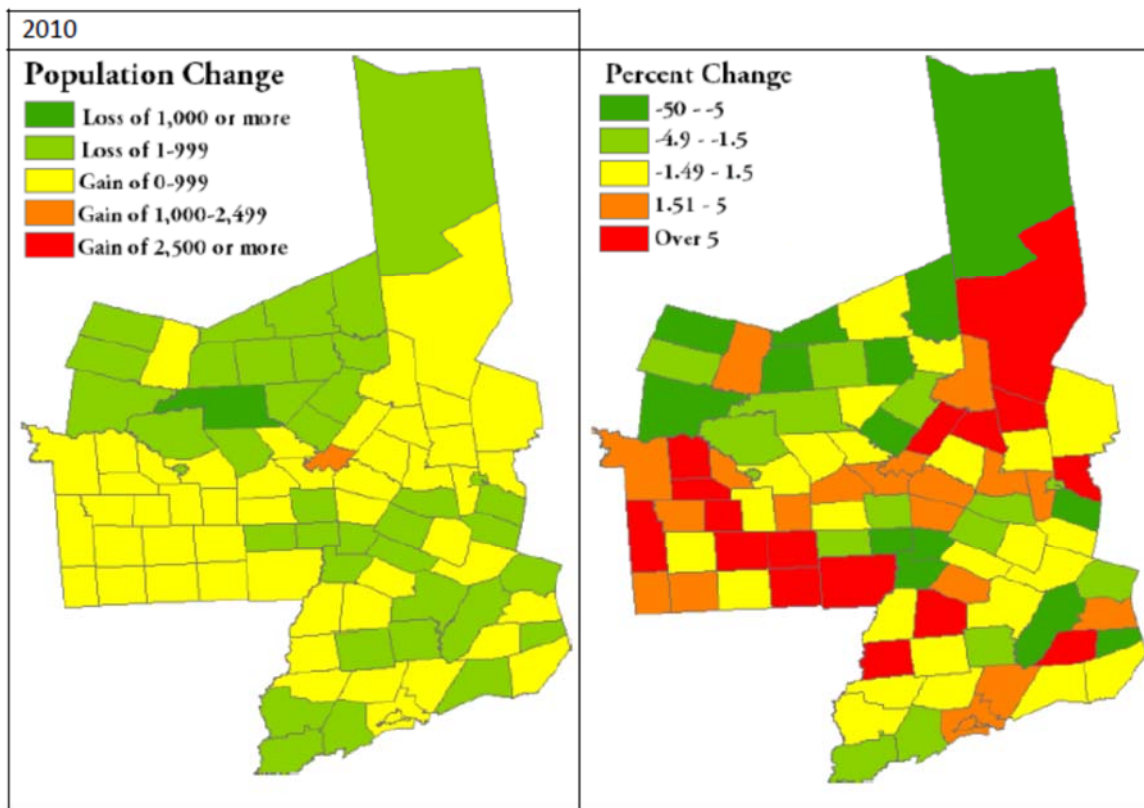 2010
Population Change
Loss of 1,000 or more
Loss of 1-999
Gain of 0-999
Gain of 1,000-2,499
Gain of 2,500 or more
Percent Change
-50 - -5
-4.9 - -1.5
-1.49 - 1.5
1.51 - 5
Over 5